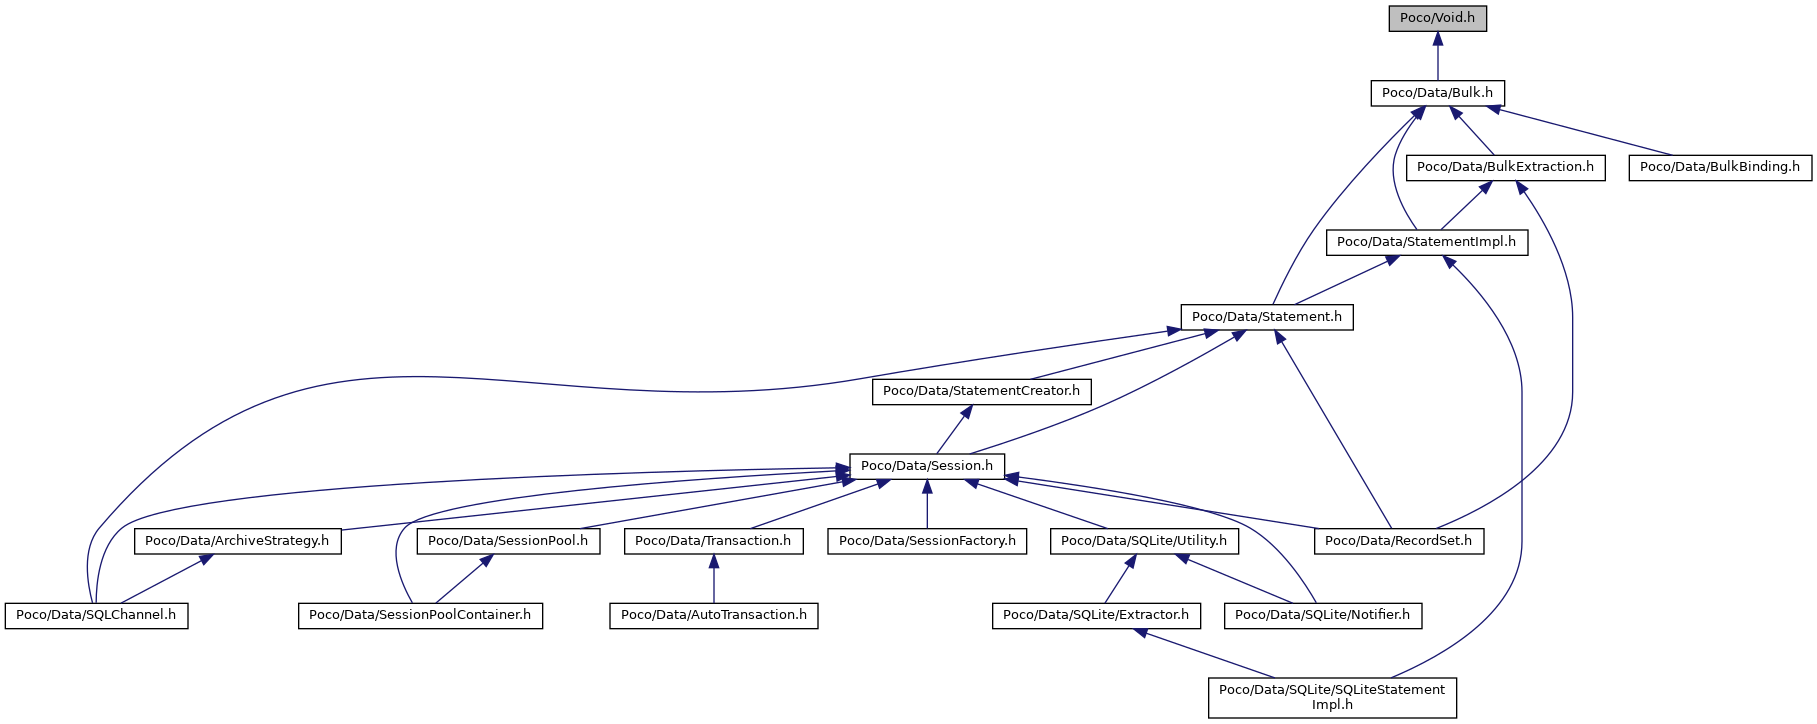 Poco/Void.h
Poco/Data/Bulk.h
Poco/Data/BulkExtraction.h
Poco/Data/BulkBinding.h
Poco/Data/StatementImpl.h
Poco/Data/Statement.h
Poco/Data/StatementCreator.h
Poco/Data/Session.h
Poco/Data/ArchiveStrategy.h
Poco/Data/SessionPool.h
Poco/Data/Transaction.h
Poco/Data/SessionFactory.h
Poco/Data/SQLite/Utility.h
Poco/Data/RecordSet.h
Poco/Data/SQLChannel.h
Poco/Data/SessionPoolContainer.h
Poco/Data/AutoTransaction.h
Poco/Data/SQLite/Extractor.h
Poco/Data/SQLite/Notifier.h
Poco/Data/SQLite/SQLiteStatement
Impl.h